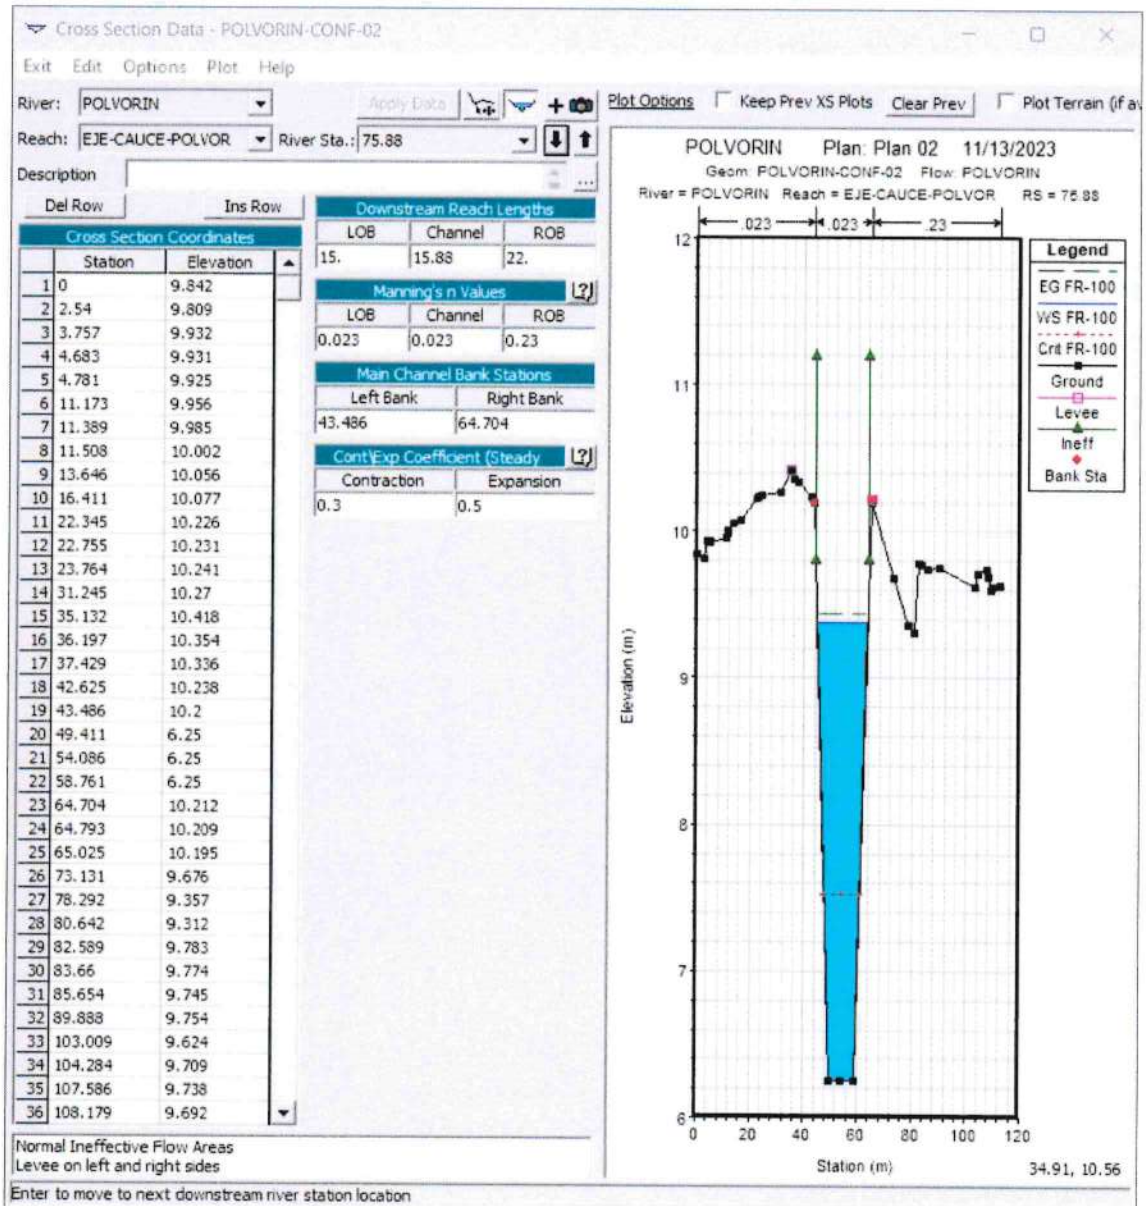 Cross Section Data - POLVORIN-CONF-02
Exit Edit Options Plot Help
River: POLVORIN Apply Data
Reach: EJE-CAUCE-POLVOR River Sta.: 75.88
Description ...
Del Row Ins Row
Cross Section Coordinates
Station Elevation
1 0 9.842
2 2.54 9.809
3 3.757 9.932
4 4.683 9.931
5 4.781 9.925
6 11.173 9.956
7 11.389 9.985
8 11.508 10.002
9 13.646 10.056
10 16.411 10.077
11 22.345 10.226
12 22.755 10.231
13 23.764 10.241
14 31.245 10.27
15 35.132 10.418
16 36.197 10.354
17 37.429 10.336
18 42.625 10.238
19 43.486 10.2
20 49.411 6.25
21 54.086 6.25
22 58.761 6.25
23 64.704 10.212
24 64.793 10.209
25 65.025 10.195
26 73.131 9.676
27 78.292 9.357
28 80.642 9.312
29 82.589 9.783
30 83.66 9.774
31 85.654 9.745
32 89.888 9.754
33 103.009 9.624
34 104.284 9.709
35 107.586 9.738
36 108.179 9.692
Downstream Reach Lengths
LOB Channel ROB
15. 15.88 22.
Manning's n Values
LOB Channel ROB
0.023 0.023 0.23
Main Channel Bank Stations
Left Bank Right Bank
43.486 64.704
Cont\Exp Coefficient (Steady
Contraction Expansion
0.3 0.5
Plot Options Keep Prev XS Plots Clear Prev Plot Terrain (if av
POLVORIN Plan: Plan 02 11/13/2023
Geom: POLVORIN-CONF-02 Flow: POLVORIN
River = POLVORIN Reach = EJE-CAUCE-POLVOR RS = 75.88
.023 .023 .23
12
11
10
9
8
7
6
Elevation (m)
0 20 40 60 80 100 120
Station (m)
34.91, 10.56
Legend
EG FR-100
WS FR-100
Crit FR-100
Ground
Levee
Ineff
Bank Sta
Normal Ineffective Flow Areas
Levee on left and right sides
Enter to move to next downstream river station location